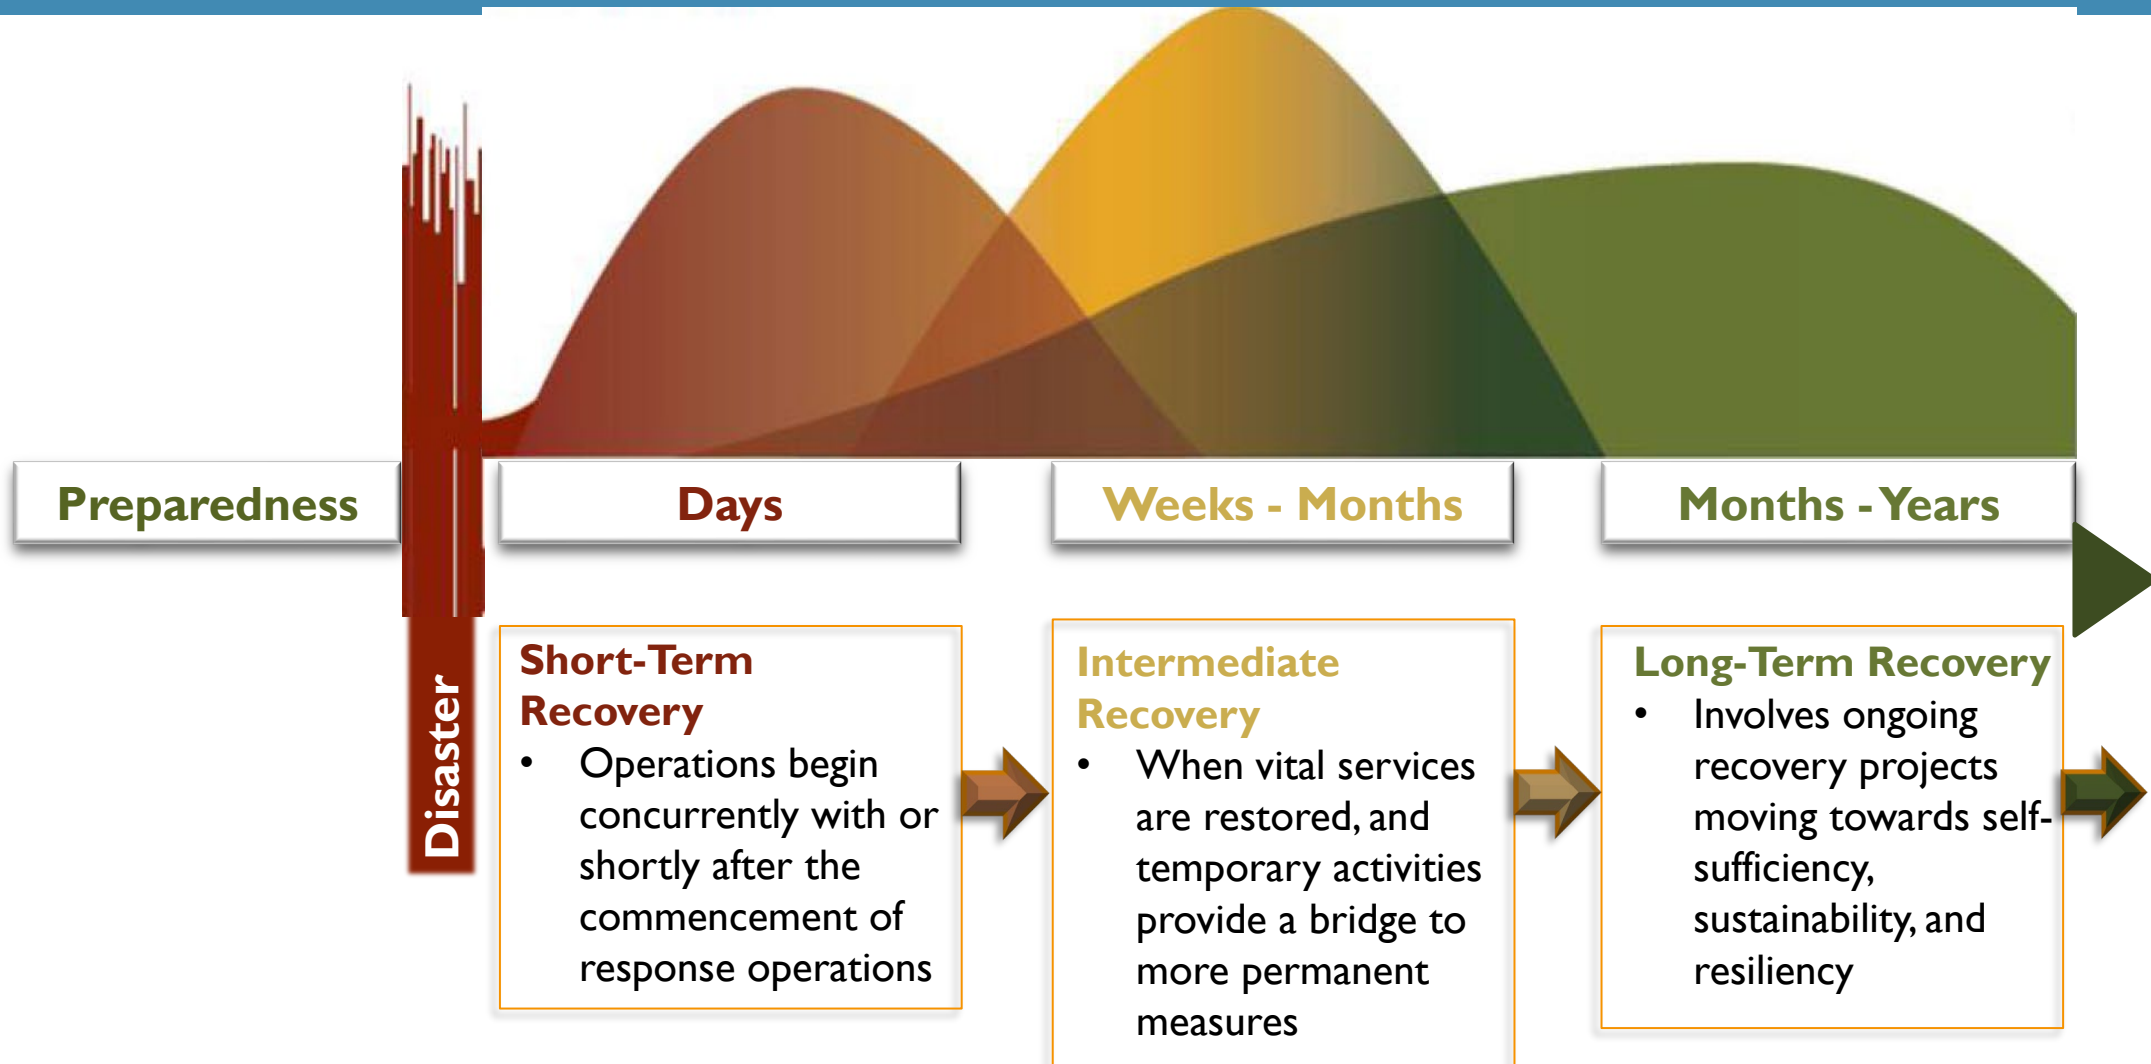 Preparedness
Days
Weeks - Months
Months - Years
Disaster
Short-Term
Recovery
• Operations begin
concurrently with or
shortly after the
commencement of
response operations
Intermediate
Recovery
• When vital services
are restored, and
temporary activities
provide a bridge to
more permanent
measures
Long-Term Recovery
• Involves ongoing
recovery projects
moving towards self-
sufficiency,
sustainability, and
resiliency